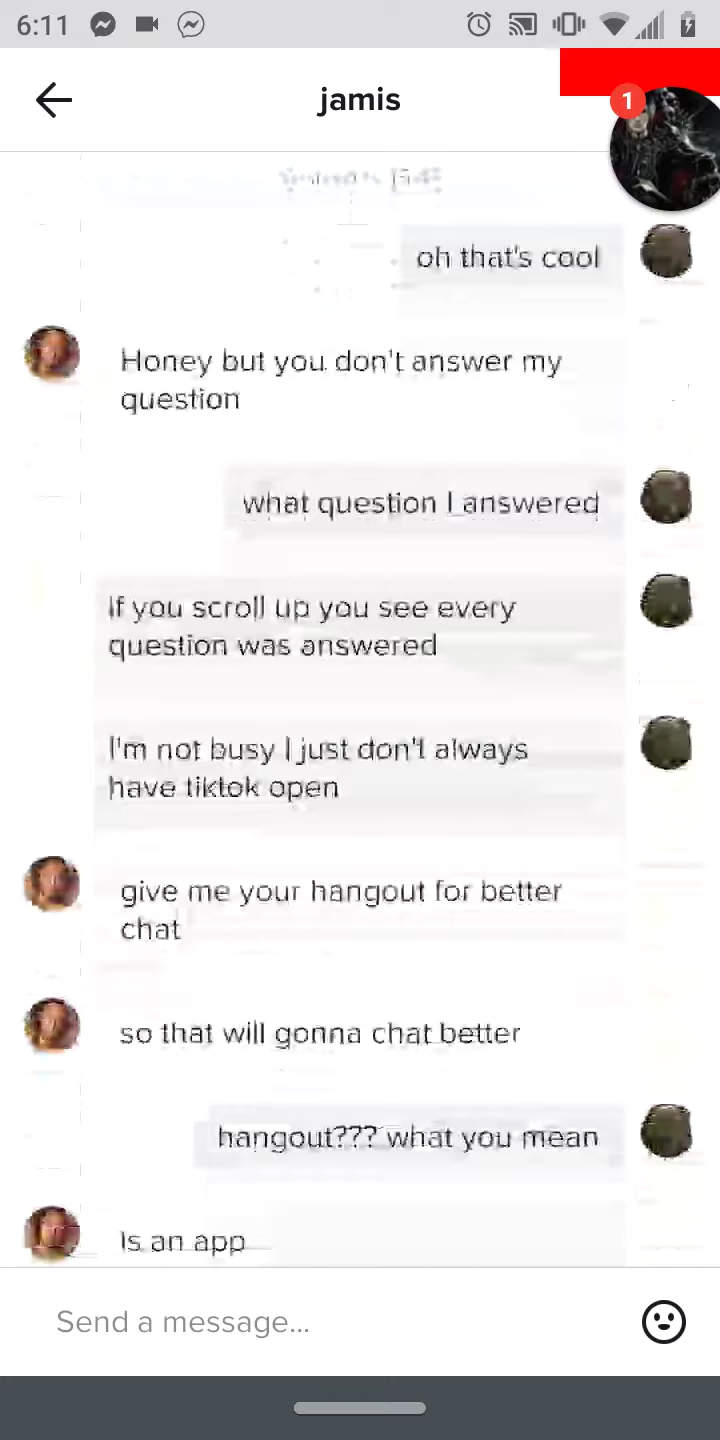 6:11
jamis
1
oh that's cool
Honey but you don't answer my
question
what question I answered
If you scroll up you see every
question was answered
I'm not busy I just don't always
have tiktok open
give me your hangout for better
chat
so that will gonna chat better
hangout??? what you mean
Is an app
Send a message...